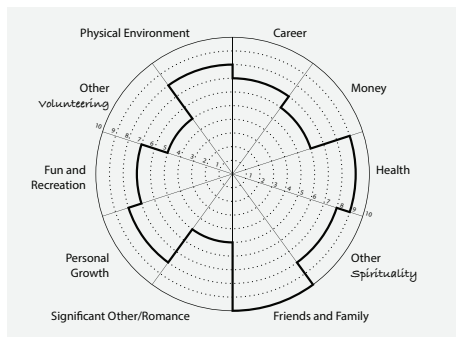 Physical Environment
Career
Other
Volunteering
Money
10 9 8 7 6 5 4 3 2 1
Fun and
Recreation
Health
1 2 3 4 5 6 7 8 9 10
Personal
Growth
Other
Spirituality
Significant Other/Romance
Friends and Family